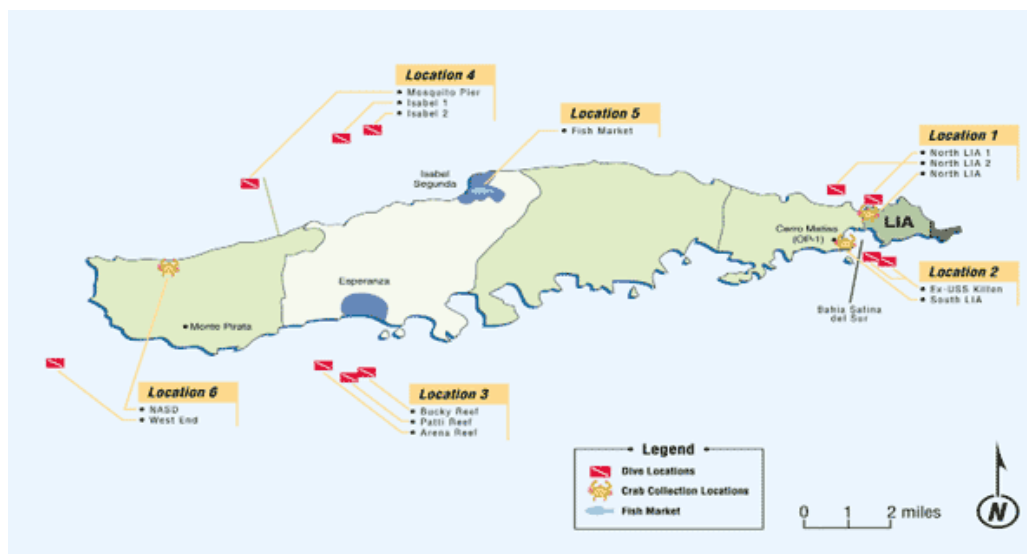 Location 4
Mosquito Pier
Isabel 1
Isabel 2
Location 5
Fish Market
Location 1
North LIA 1
North LIA 2
North LIA
Isabel
Segunda
LIA
Cerro Matias
(OP-1)
Esperanza
Location 2
Ex-USS Killen
South LIA
Bahia Salina
del Sur
Monte Pirata
Location 6
NASD
West End
Location 3
Bucky Reef
Patti Reef
Arena Reef
Legend
Dive Locations
Crab Collection Locations
Fish Market
0 1 2 miles
N